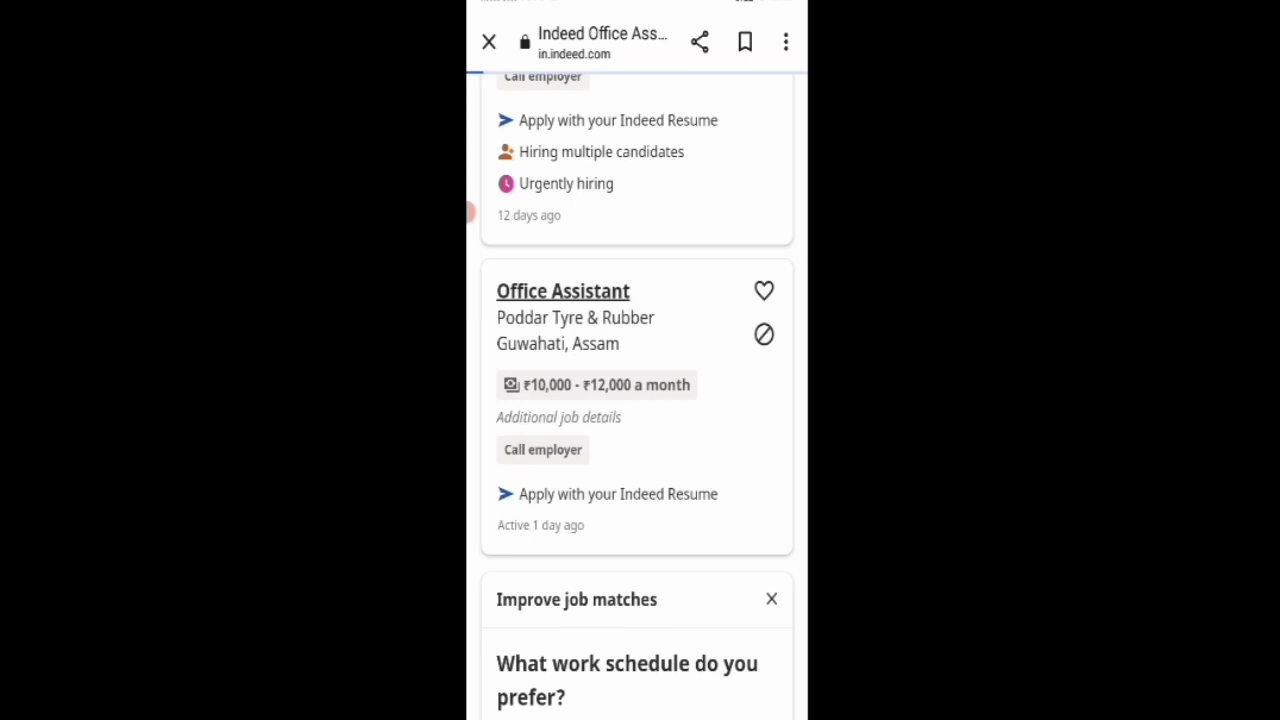 Indeed Office Ass...
in.indeed.com
Call employer
Apply with your Indeed Resume
Hiring multiple candidates
Urgently hiring
12 days ago
Office Assistant
Poddar Tyre & Rubber
Guwahati, Assam
₹10,000 - ₹12,000 a month
Additional job details
Call employer
Apply with your Indeed Resume
Active 1 day ago
Improve job matches
What work schedule do you
prefer?